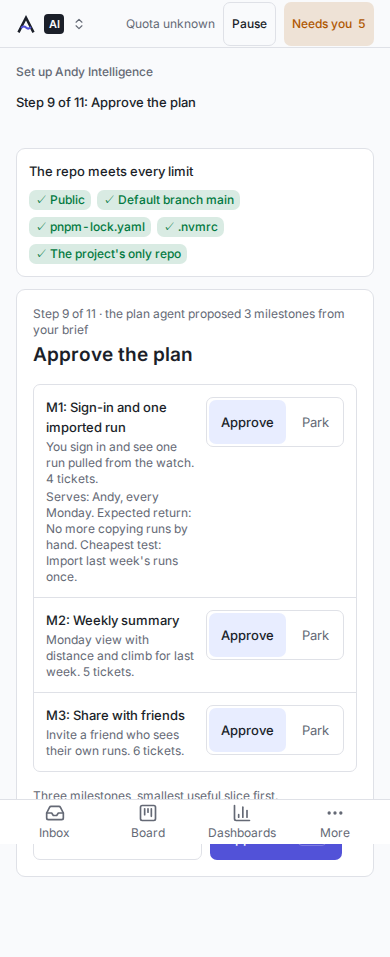 AI
Quota unknown
Pause
Needs you 5
Set up Andy Intelligence
Step 9 of 11: Approve the plan
The repo meets every limit
✓ Public
✓ Default branch main
✓ pnpm-lock.yaml
✓ .nvmrc
✓ The project's only repo
Step 9 of 11 · the plan agent proposed 3 milestones from
your brief
Approve the plan
M1: Sign-in and one
imported run
You sign in and see one
run pulled from the watch.
4 tickets.
Serves: Andy, every
Monday. Expected return:
No more copying runs by
hand. Cheapest test:
Import last week's runs
once.
Approve
Park
M2: Weekly summary
Monday view with
distance and climb for last
week. 5 tickets.
Approve
Park
M3: Share with friends
Invite a friend who sees
their own runs. 6 tickets.
Approve
Park
Three milestones, smallest useful slice first.
Inbox
Board
Dashboards
More